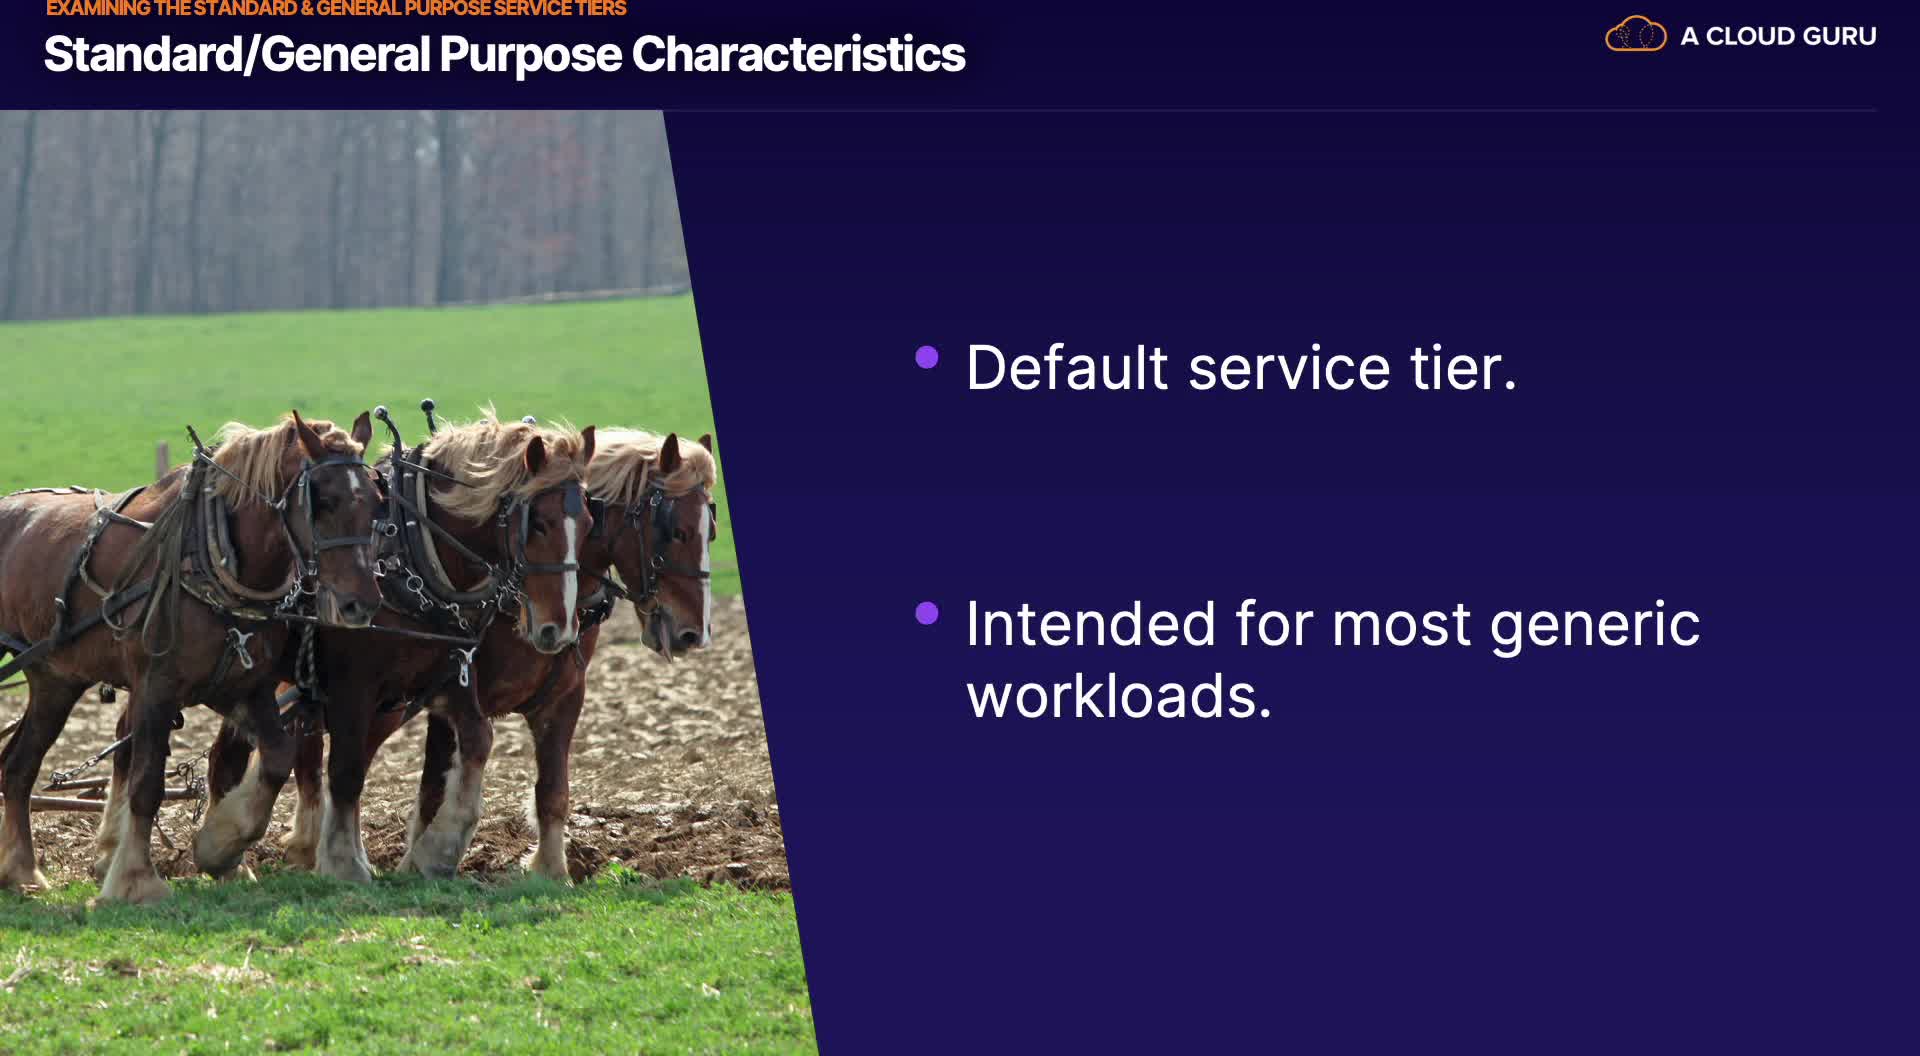 EXAMINING THE STANDARD & GENERAL PURPOSE SERVICE TIERS
Standard/General Purpose Characteristics
A CLOUD GURU
Default service tier.
Intended for most generic
workloads.